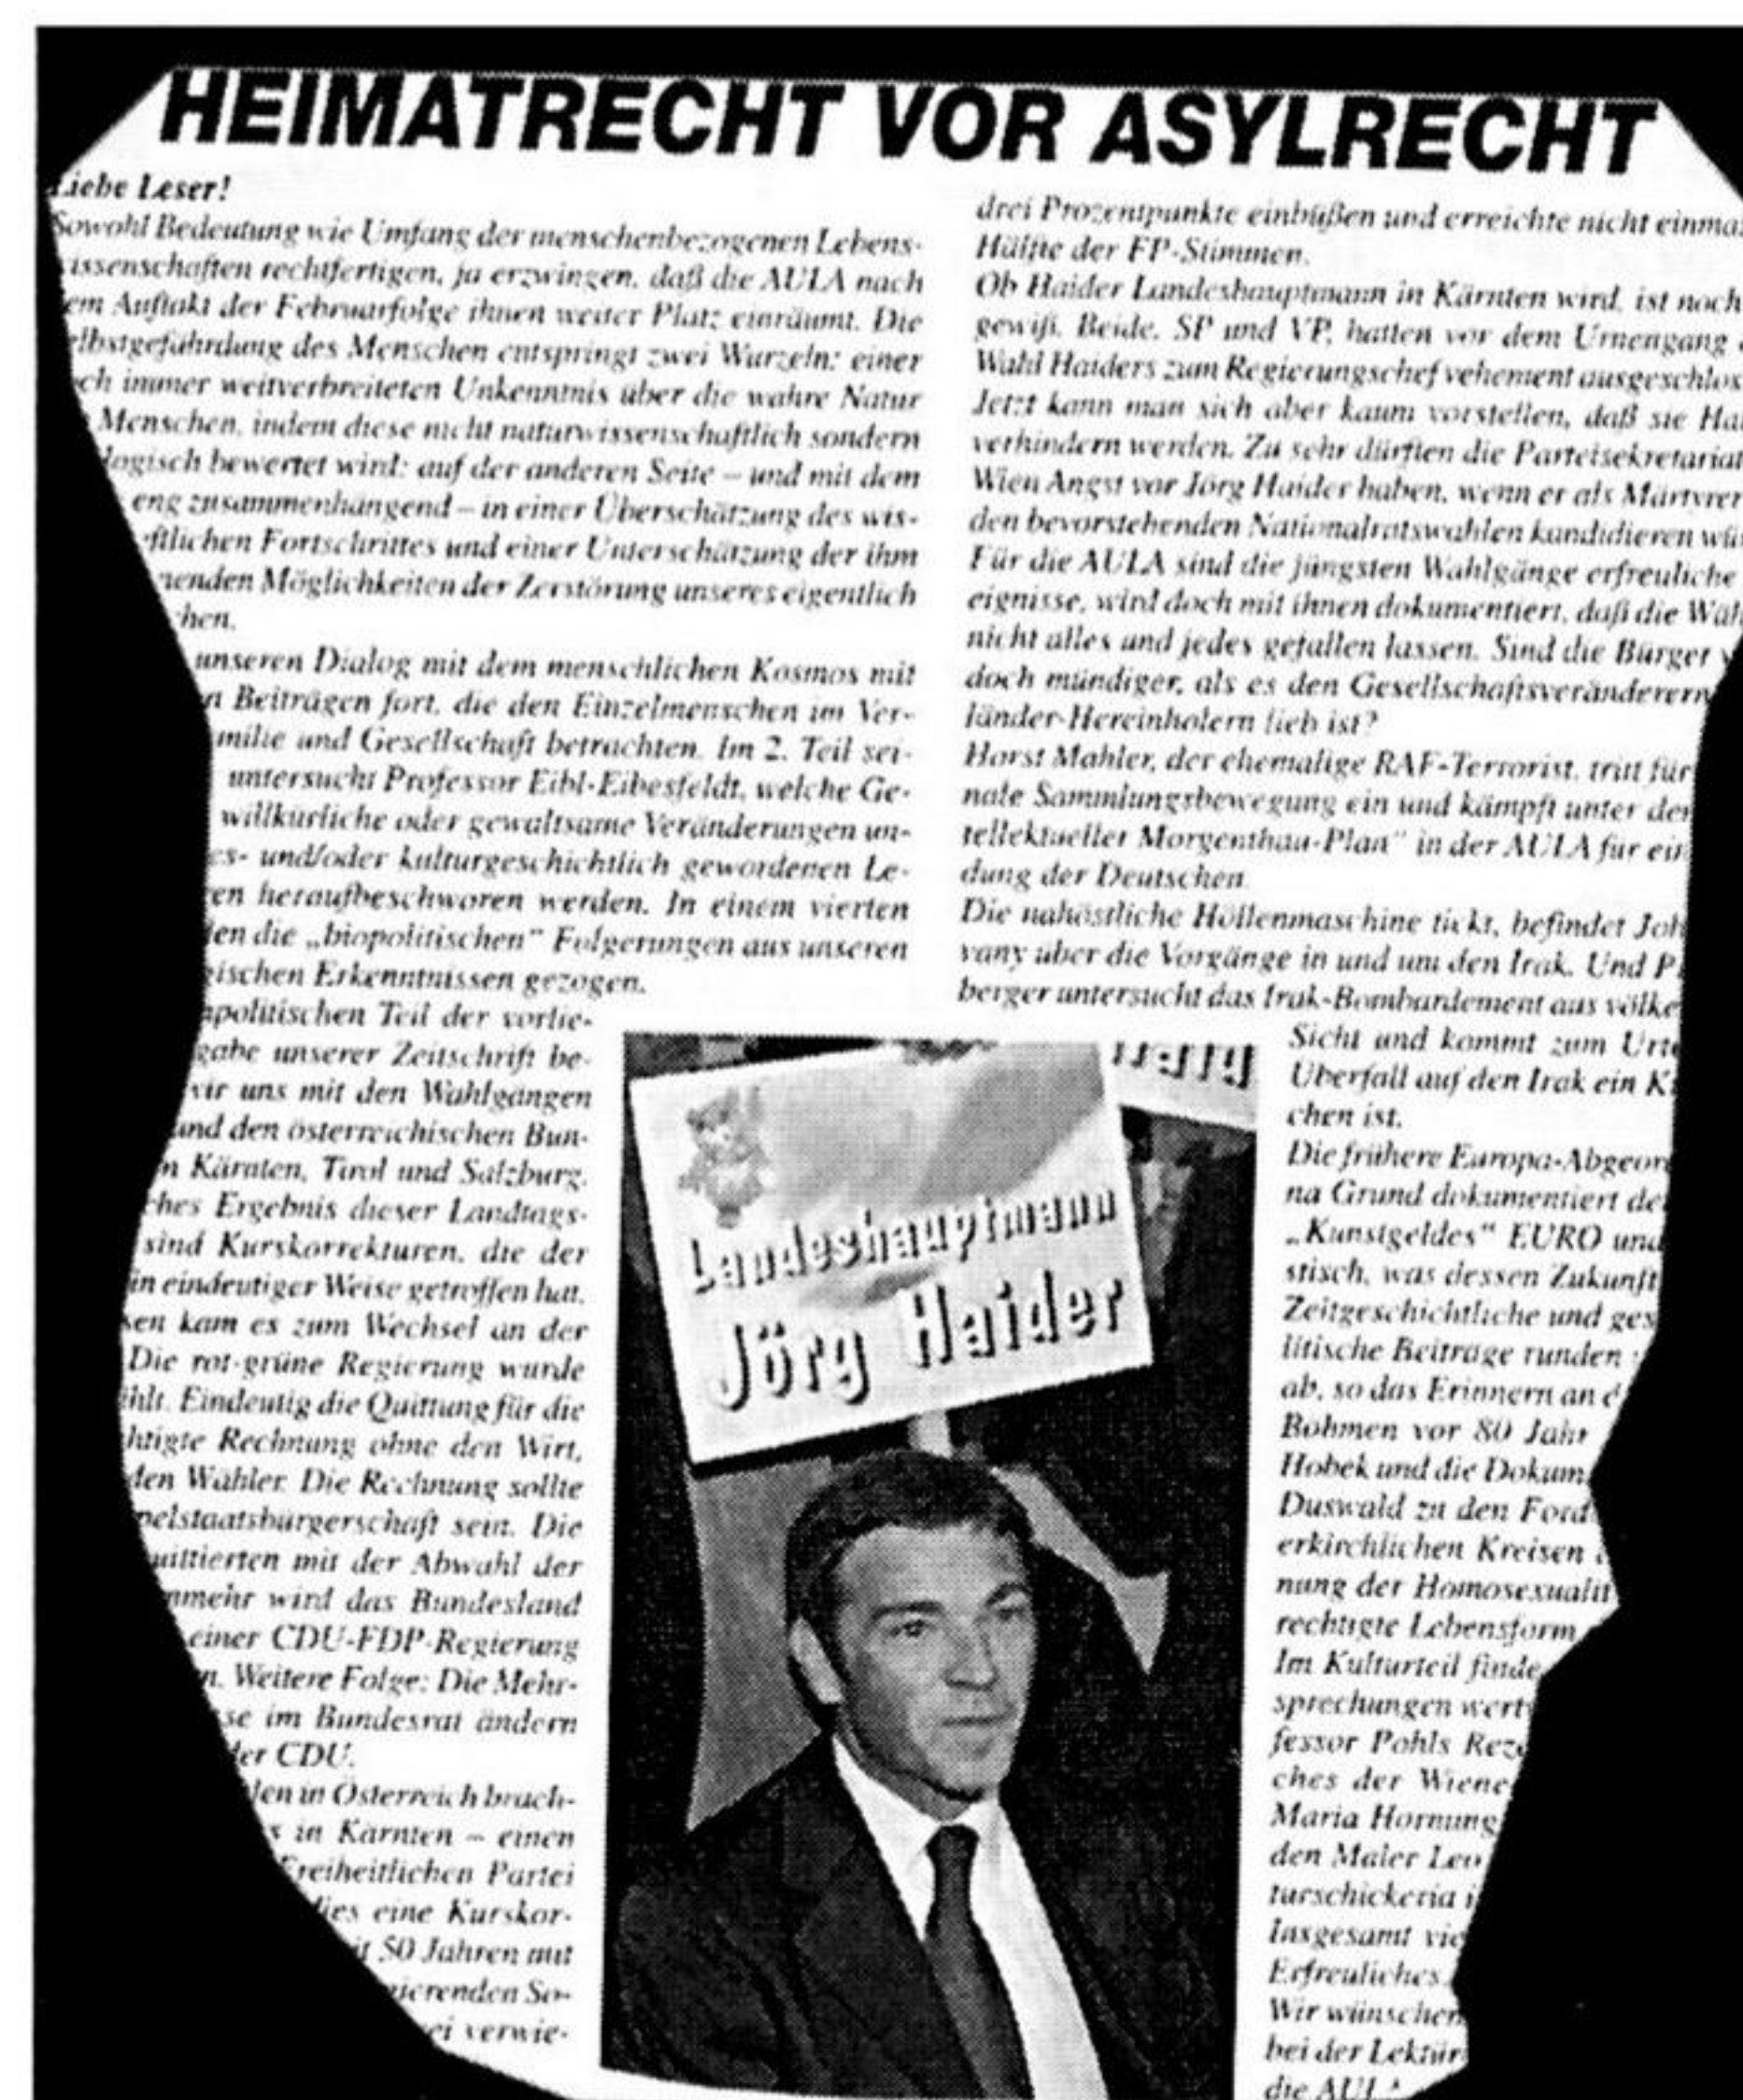 HEIMATRECHT VOR ASYLRECHT
Liebe Leser!
Sowohl Bedeutung wie Umfang der menschenbezogenen Lebens-
issenschaften rechtfertigen, ja erzwingen, daß die AULA nach
em Auftakt der Februarfolge ihnen weiter Platz einräumt. Die
elbstgefährdung des Menschen entspringt zwei Wurzeln: einer
ch immer weitverbreiteten Unkenntnis über die wahre Natur
Menschen, indem diese nicht naturwissenschaftlich sondern
logisch bewertet wird: auf der anderen Seite – und mit dem
eng zusammenhängend – in einer Überschätzung des wis-
ftlichen Fortschrittes und einer Unterschätzung der ihm
nenden Möglichkeiten der Zerstörung unseres eigentlich
hen.
unseren Dialog mit dem menschlichen Kosmos mit
n Beiträgen fort, die den Einzelmenschen im Ver-
milie und Gesellschaft betrachten. Im 2. Teil sei-
untersucht Professor Eibl-Eibesfeldt, welche Ge-
willkürliche oder gewaltsame Veränderungen un-
es- und/oder kulturgeschichtlich gewordenen Le-
en heraufbeschworen werden. In einem vierten
den die „biopolitischen" Folgerungen aus unseren
gischen Erkenntnissen gezogen.
apolitischen Teil der vorlie-
gabe unserer Zeitschrift be-
wir uns mit den Wahlgängen
und den österreichischen Bun-
n Kärnten, Tirol und Salzburg.
ches Ergebnis dieser Landtags-
sind Kurskorrekturen, die der
in eindeutiger Weise getroffen hat.
sen kam es zum Wechsel an der
Die rot-grüne Regierung wurde
ählt. Eindeutig die Quittung für die
htigte Rechnung ohne den Wirt,
den Wähler. Die Rechnung sollte
pelstaatsbürgerschaft sein. Die
quittierten mit der Abwahl der
nmehr wird das Bundesland
einer CDU-FDP-Regierung
n. Weitere Folge: Die Mehr-
se im Bundesrat ändern
der CDU.
len in Österreich brach-
s in Kärnten – einen
Freiheitlichen Partei
dies eine Kurskor-
it 50 Jahren mit
ierenden So-
ei verwie-
drei Prozentpunkte einbüßen und erreichte nicht einma
Hälfte der FP-Stimmen.
Ob Haider Landeshauptmann in Kärnten wird, ist noch
gewiß. Beide, SP und VP, hatten vor dem Urnengang
Wahl Haiders zum Regierungschef vehement ausgeschlos
Jetzt kann man sich aber kaum vorstellen, daß sie Hai
verhindern werden. Zu sehr dürften die Parteisekretariat
Wien Angst vor Jörg Haider haben, wenn er als Märtyrer
den bevorstehenden Nationalratswahlen kandidieren wü
Für die AULA sind die jüngsten Wahlgänge erfreuliche
eignisse, wird doch mit ihnen dokumentiert, daß die Wäh
nicht alles und jedes gefallen lassen. Sind die Bürger
doch mündiger, als es den Gesellschaftsveränderern
länder-Hereinholern lieb ist?
Horst Mahler, der ehemalige RAF-Terrorist, tritt für
nale Sammlungsbewegung ein und kämpft unter der
tellektueller Morgenthau-Plan" in der AULA für ein
dung der Deutschen.
Die nahöstliche Höllenmaschine tickt, befindet Joh
vany über die Vorgänge in und um den Irak. Und P
berger untersucht das Irak-Bombardement aus völke
Sicht und kommt zum Urte
Überfall auf den Irak ein K
chen ist.
Die frühere Europa-Abgeor
na Grund dokumentiert de
„Kunstgeldes" EURO und
stisch, was dessen Zukunft
Zeitgeschichtliche und ges
litische Beiträge runden
ab, so das Erinnern an d
Böhmen vor 80 Jahr
Hobek und die Dokum
Duswald zu den Ford
erkirchlichen Kreisen
nung der Homosexualit
rechtigte Lebensform
Im Kulturteil finde
sprechungen wert
fessor Pohls Reze
ches der Wiene
Maria Hornung
den Maler Leo
turschickeria i
Insgesamt vie
Erfreuliches
Wir wünschen
bei der Lektür
die AULA
Landeshauptmann
Jörg Haider